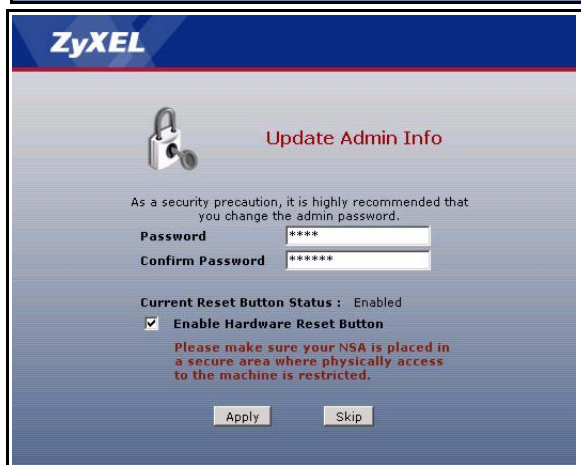 ZyXEL
Update Admin Info
As a security precaution, it is highly recommended that
you change the admin password.
Password ****
Confirm Password ******
Current Reset Button Status : Enabled
Enable Hardware Reset Button
Please make sure your NSA is placed in
a secure area where physically access
to the machine is restricted.
Apply Skip